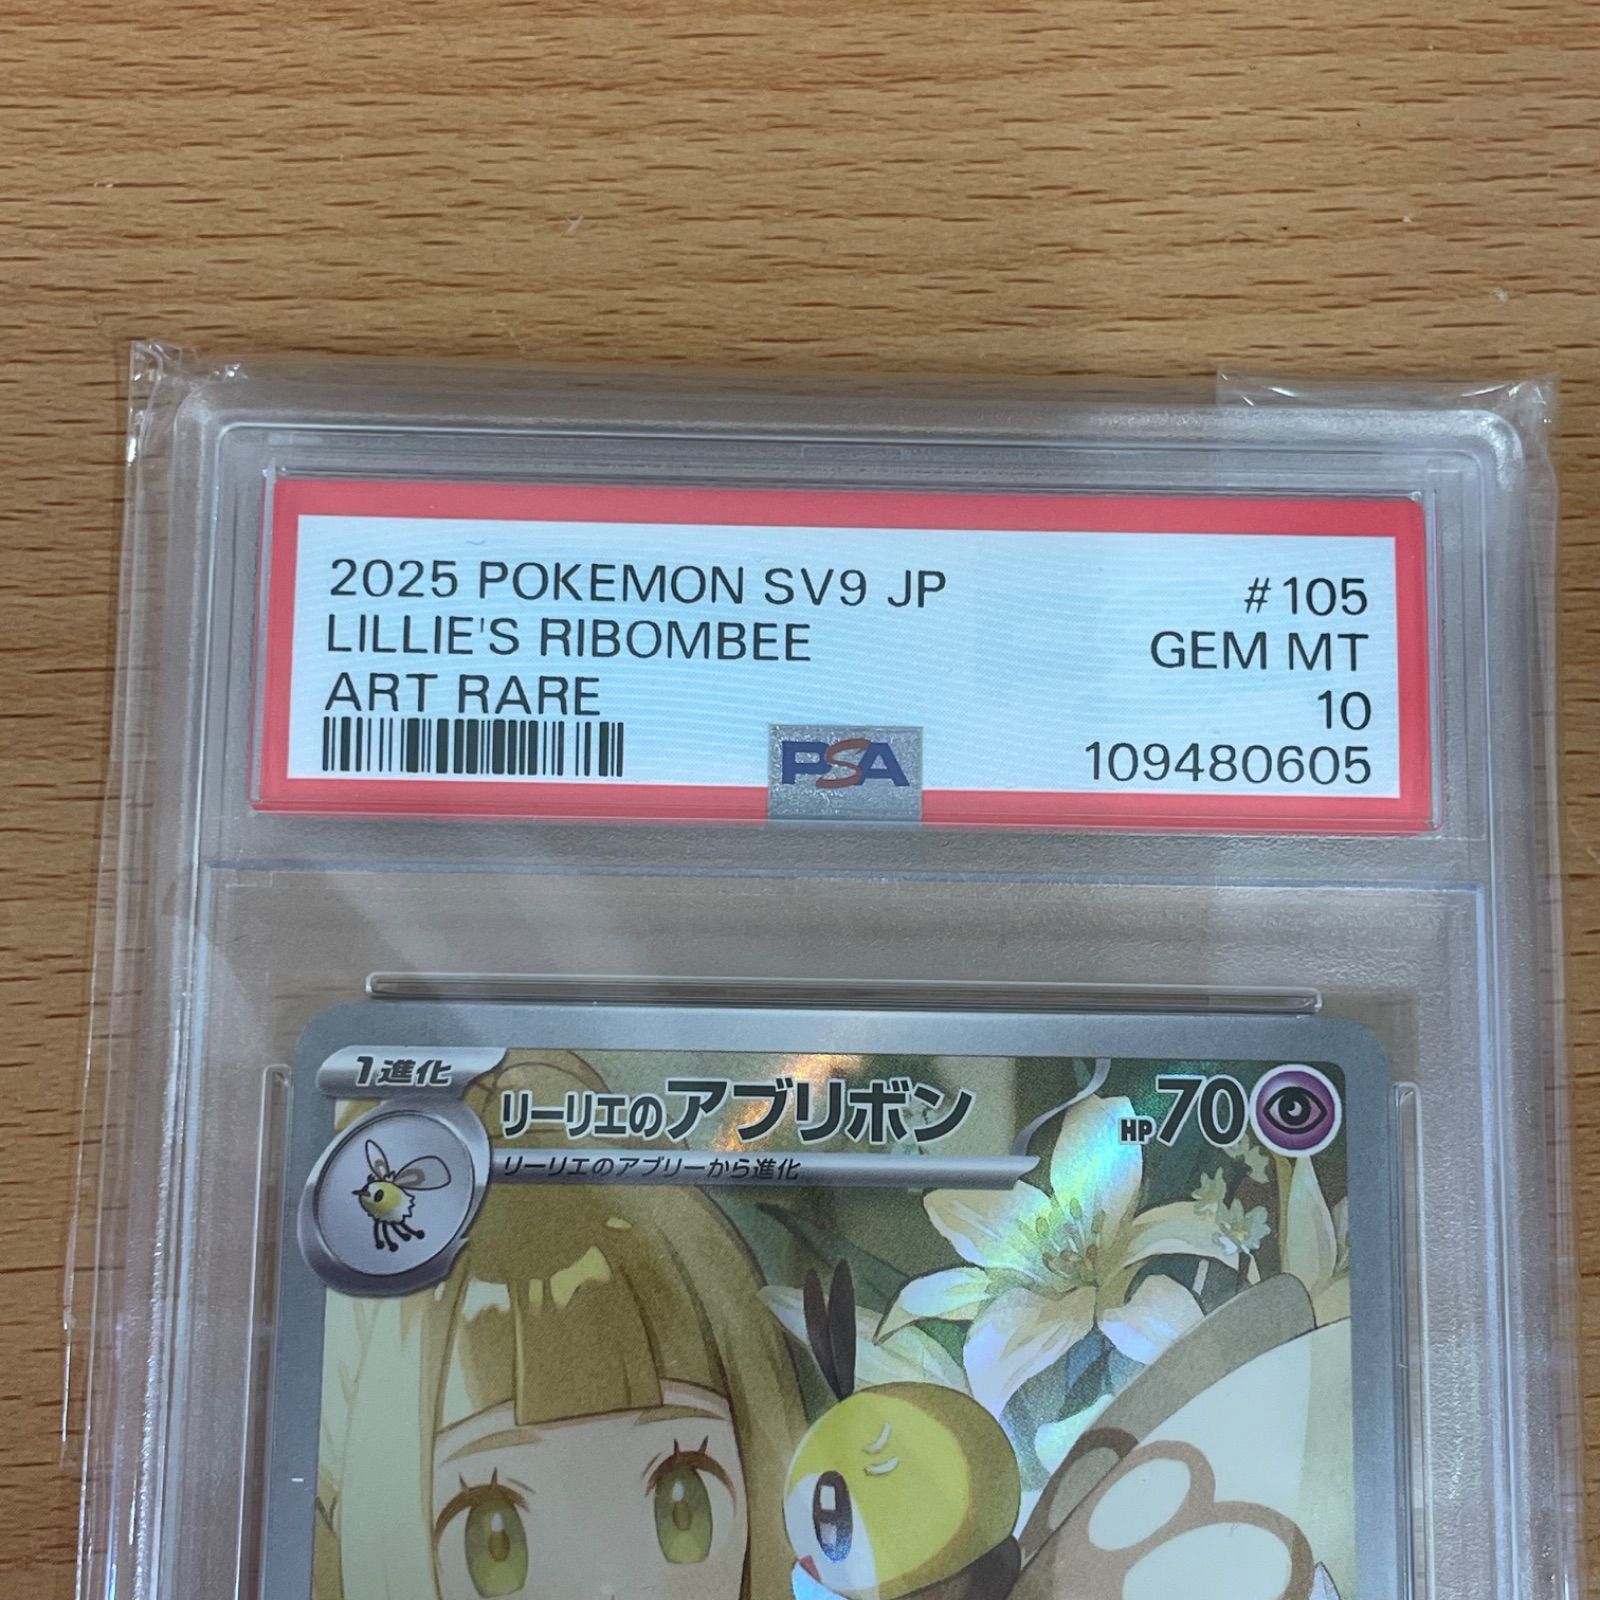 2025 POKEMON SV9 JP #105
LILLIE'S RIBOMBEE GEM MT
ART RARE 10
PSA 109480605
1進化
リーリエのアブリボン HP70
リーリエのアブリーから進化